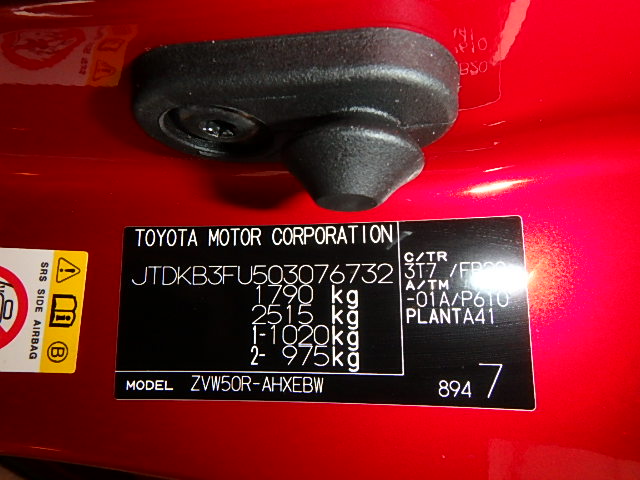 TOYOTA MOTOR CORPORATION
JTDKB3FU503076732
1790 kg
2515 kg
1-1020kg
2- 975kg
C/TR
3T7
A/TM
-01A/P610
PLANTA41
MODEL ZVW50R-AHXEBW
894 7
SRS SIDE AIRBAG
B